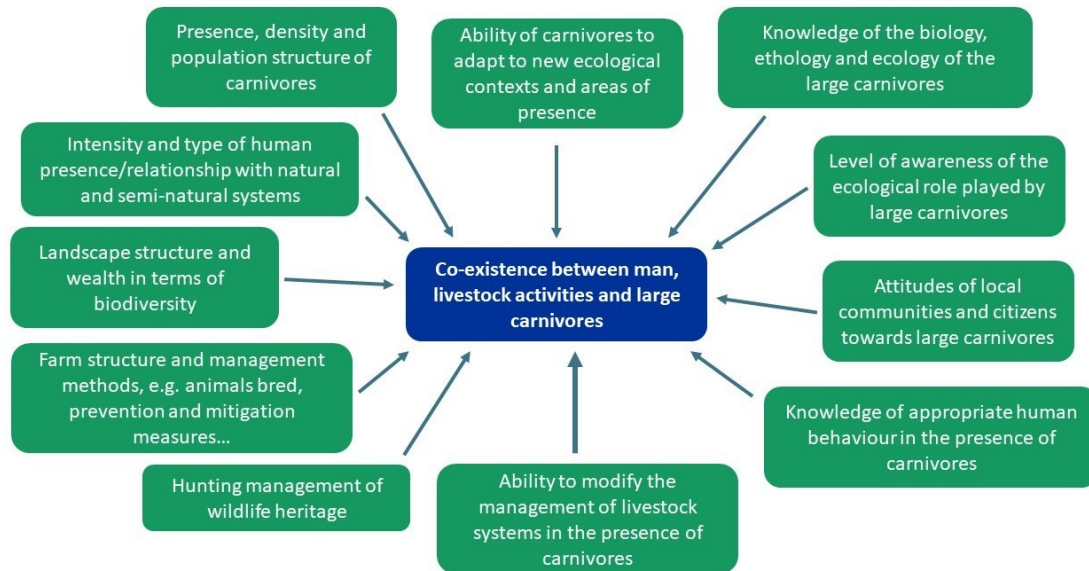 Presence, density and
population structure of
carnivores
Ability of carnivores to
adapt to new ecological
contexts and areas of
presence
Knowledge of the biology,
ethology and ecology of the
large carnivores
Intensity and type of human
presence/relationship with natural
and semi-natural systems
Level of awareness of the
ecological role played by
large carnivores
Landscape structure and
wealth in terms of
biodiversity
Co-existence between man,
livestock activities and large
carnivores
Attitudes of local
communities and citizens
towards large carnivores
Farm structure and management
methods, e.g. animals bred,
prevention and mitigation
measures…
Knowledge of appropriate human
behaviour in the presence of
carnivores
Hunting management of
wildlife heritage
Ability to modify the
management of livestock
systems in the presence of
carnivores